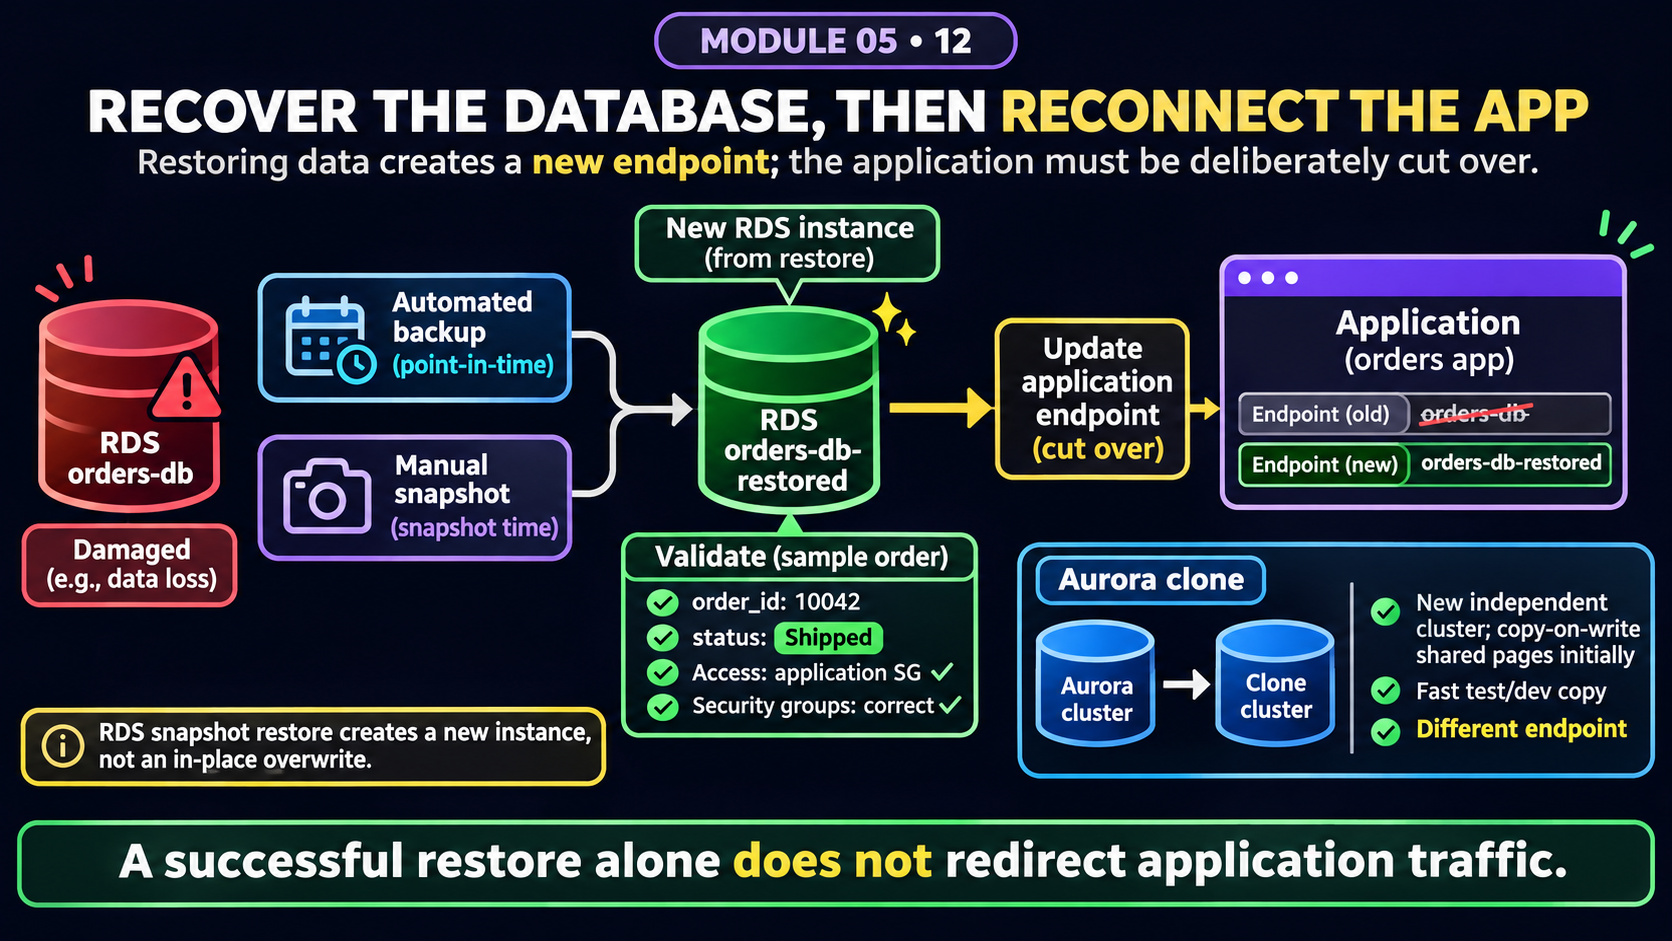 MODULE 05 • 12
RECOVER THE DATABASE, THEN RECONNECT THE APP
Restoring data creates a new endpoint; the application must be deliberately cut over.
RDS
orders-db
Damaged
(e.g., data loss)
Automated
backup
(point-in-time)
Manual
snapshot
(snapshot time)
New RDS instance
(from restore)
RDS
orders-db-
restored
Validate (sample order)
order_id: 10042
status: Shipped
Access: application SG
Security groups: correct
Update
application
endpoint
(cut over)
Application
(orders app)
Endpoint (old) orders-db
Endpoint (new) orders-db-restored
Aurora clone
Aurora
cluster
Clone
cluster
New independent
cluster; copy-on-write
shared pages initially
Fast test/dev copy
Different endpoint
RDS snapshot restore creates a new instance,
not an in-place overwrite.
A successful restore alone does not redirect application traffic.